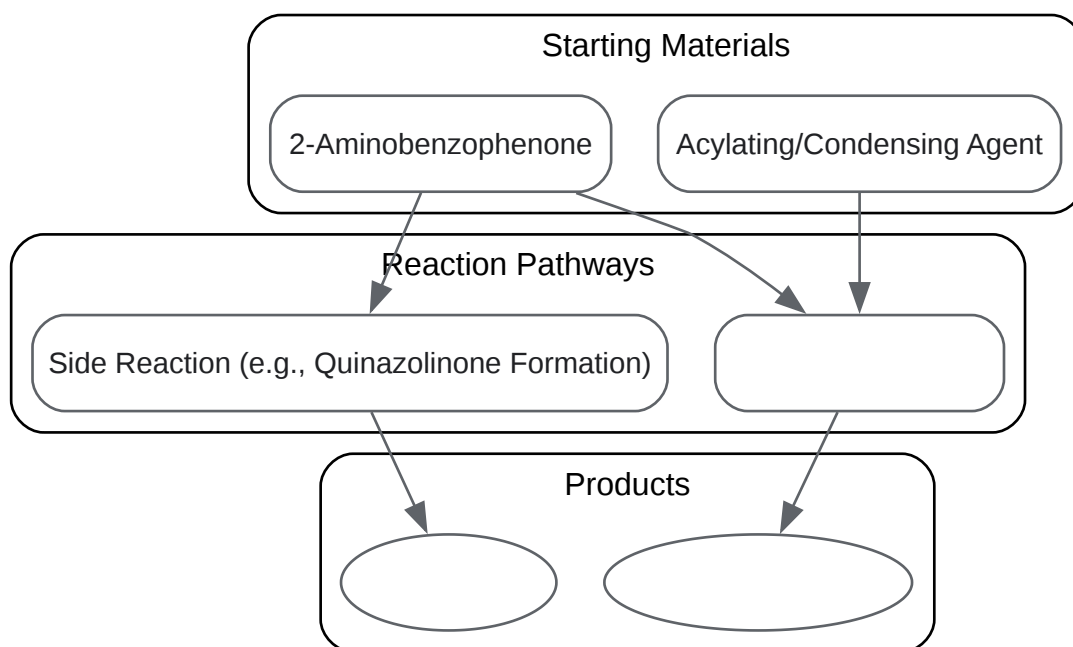 Starting Materials
2-Aminobenzophenone
Acylating/Condensing Agent
Reaction Pathways
Side Reaction (e.g., Quinazolinone Formation)
Products